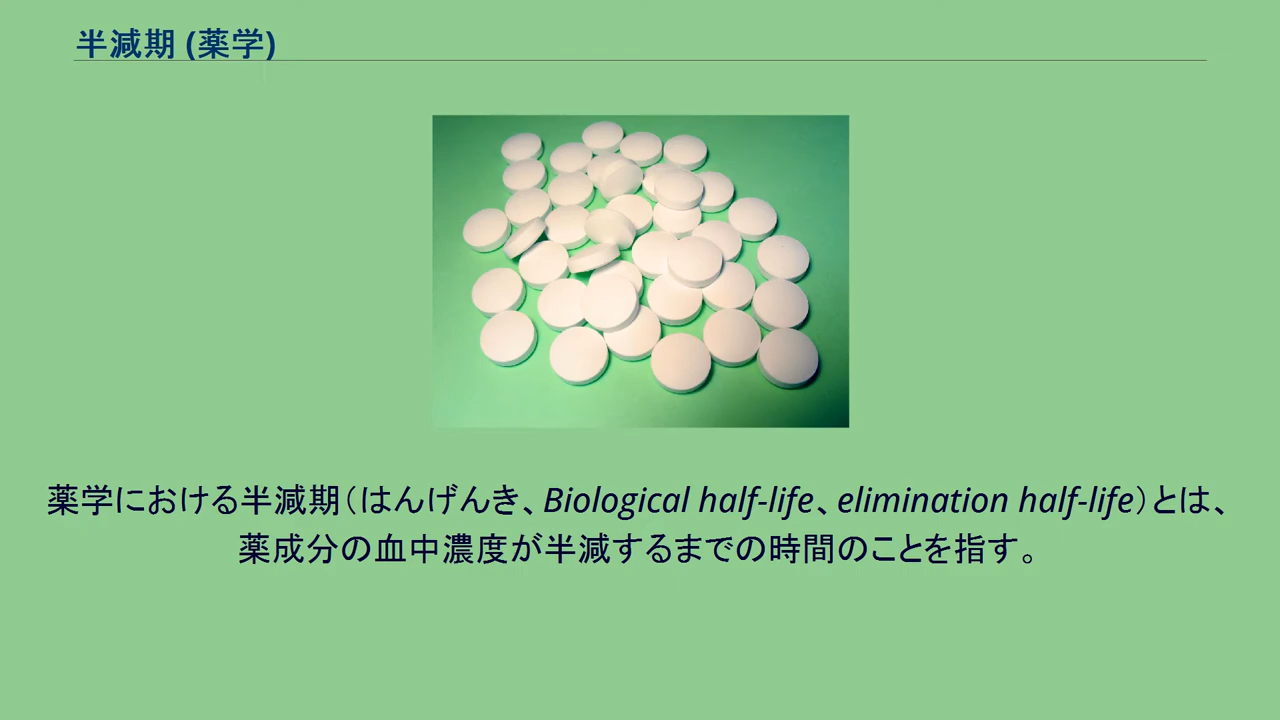 半減期 (薬学)
薬学における半減期（はんげんき、Biological half-life、elimination half-life）とは、
薬成分の血中濃度が半減するまでの時間のことを指す。